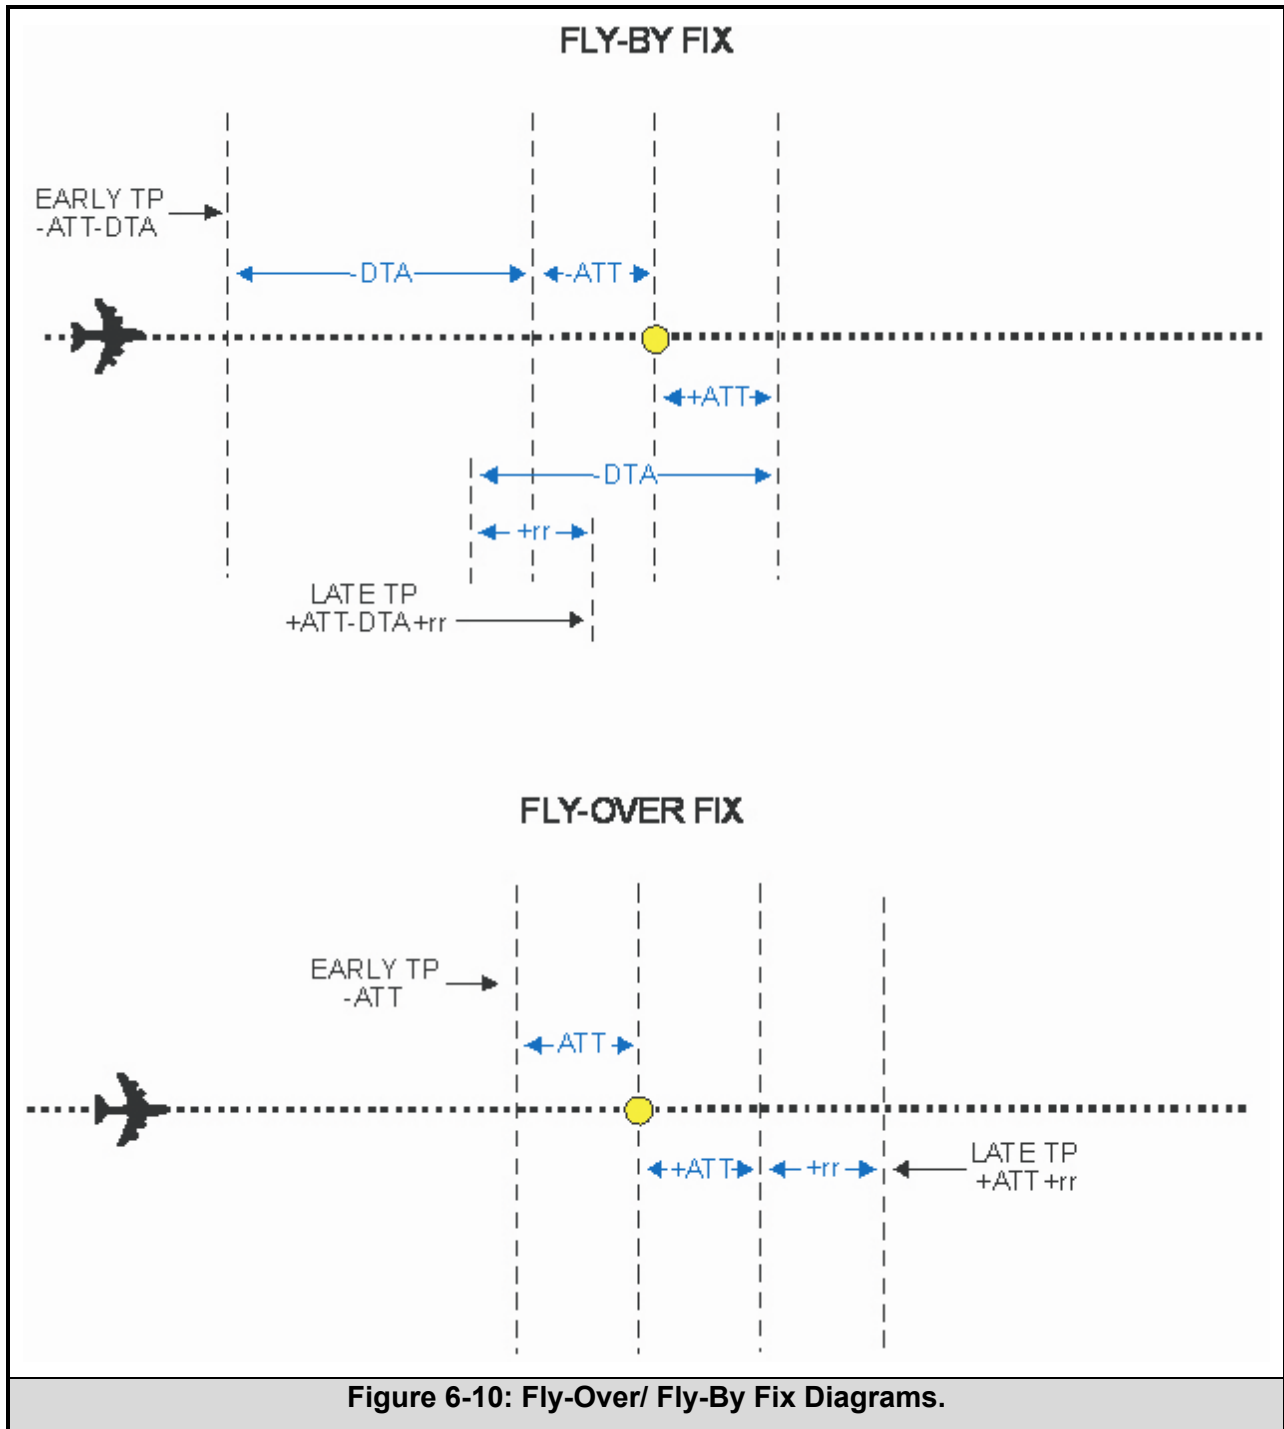 FLY-BY FIX
EARLY TP
-ATT-DTA
-DTA
-ATT
+ATT
-DTA
+rr
LATE TP
+ATT-DTA+rr
FLY-OVER FIX
EARLY TP
-ATT
ATT
+ATT
+rr
LATE TP
+ATT +rr
Figure 6-10: Fly-Over/ Fly-By Fix Diagrams.